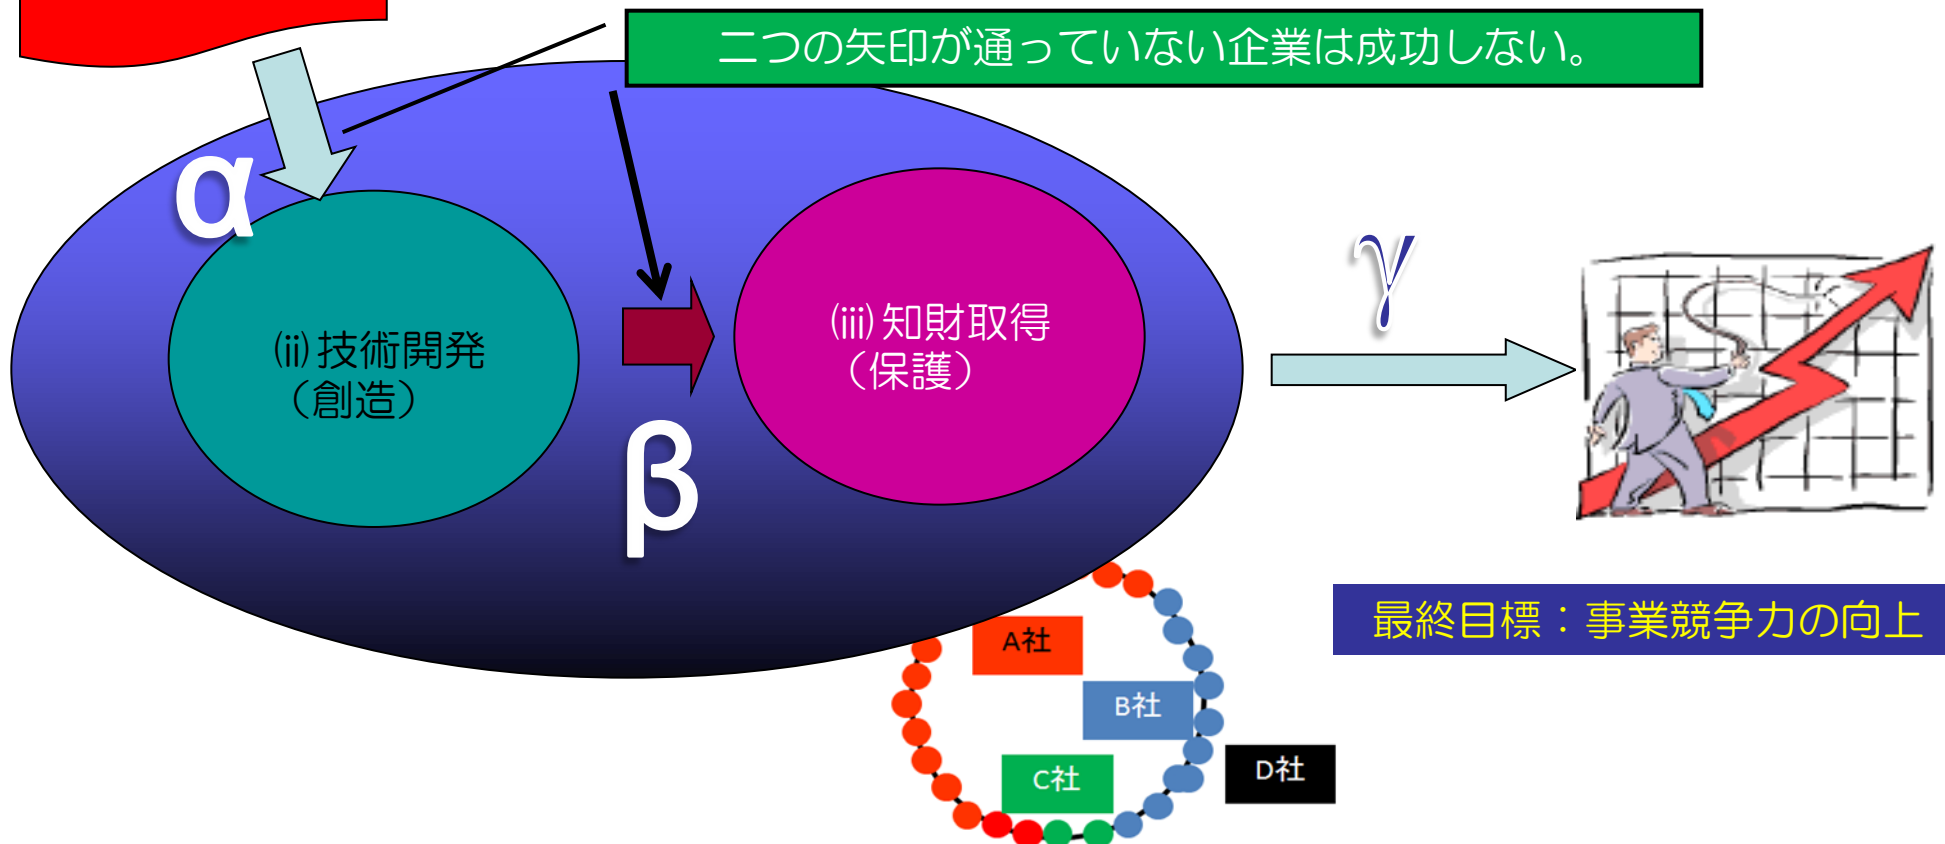 二つの矢印が通っていない企業は成功しない。
α
(ii) 技術開発
（創造）
β
(iii) 知財取得
（保護）
γ
最終目標：事業競争力の向上
A社
B社
C社
D社